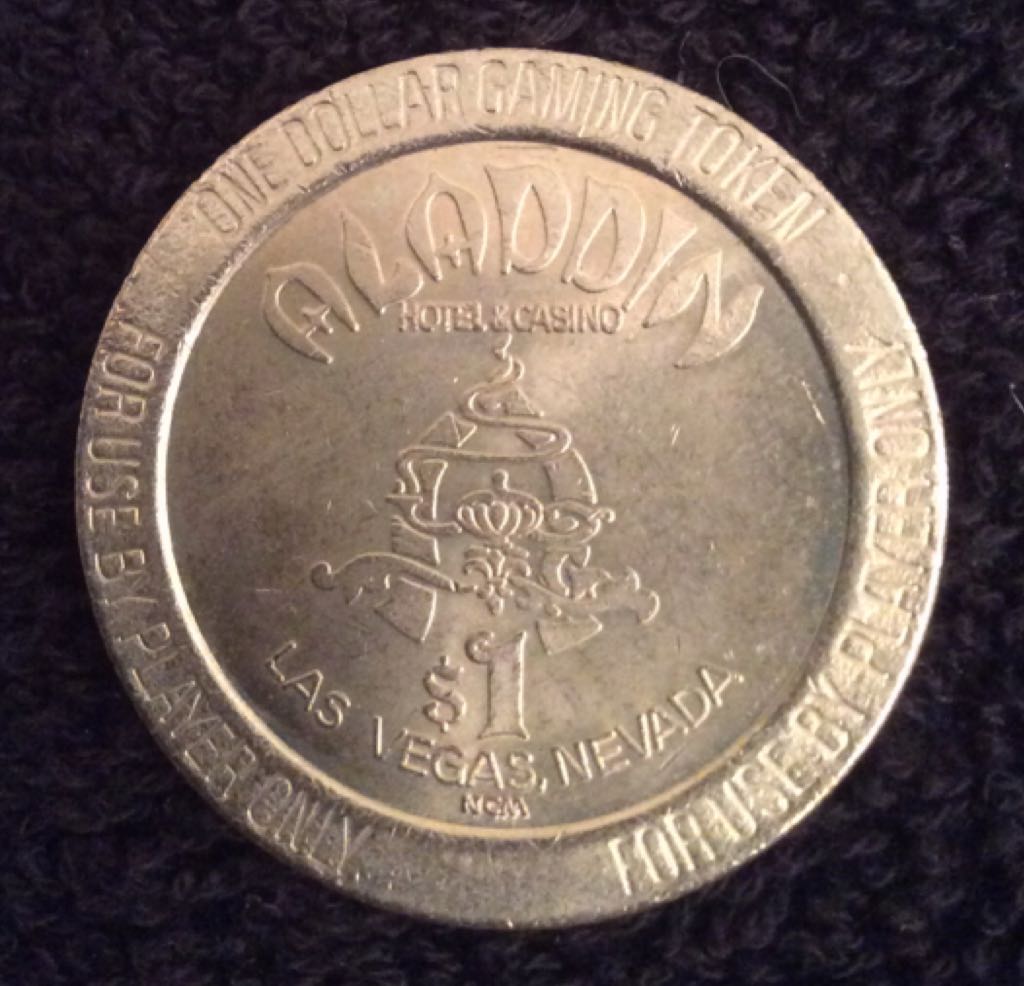 ONE DOLLAR GAMING TOKEN
ALADDIN
HOTEL & CASINO
$1
LAS VEGAS, NEVADA
NCM
FOR USE BY PLAYER ONLY
FOR USE BY PLAYER ONLY